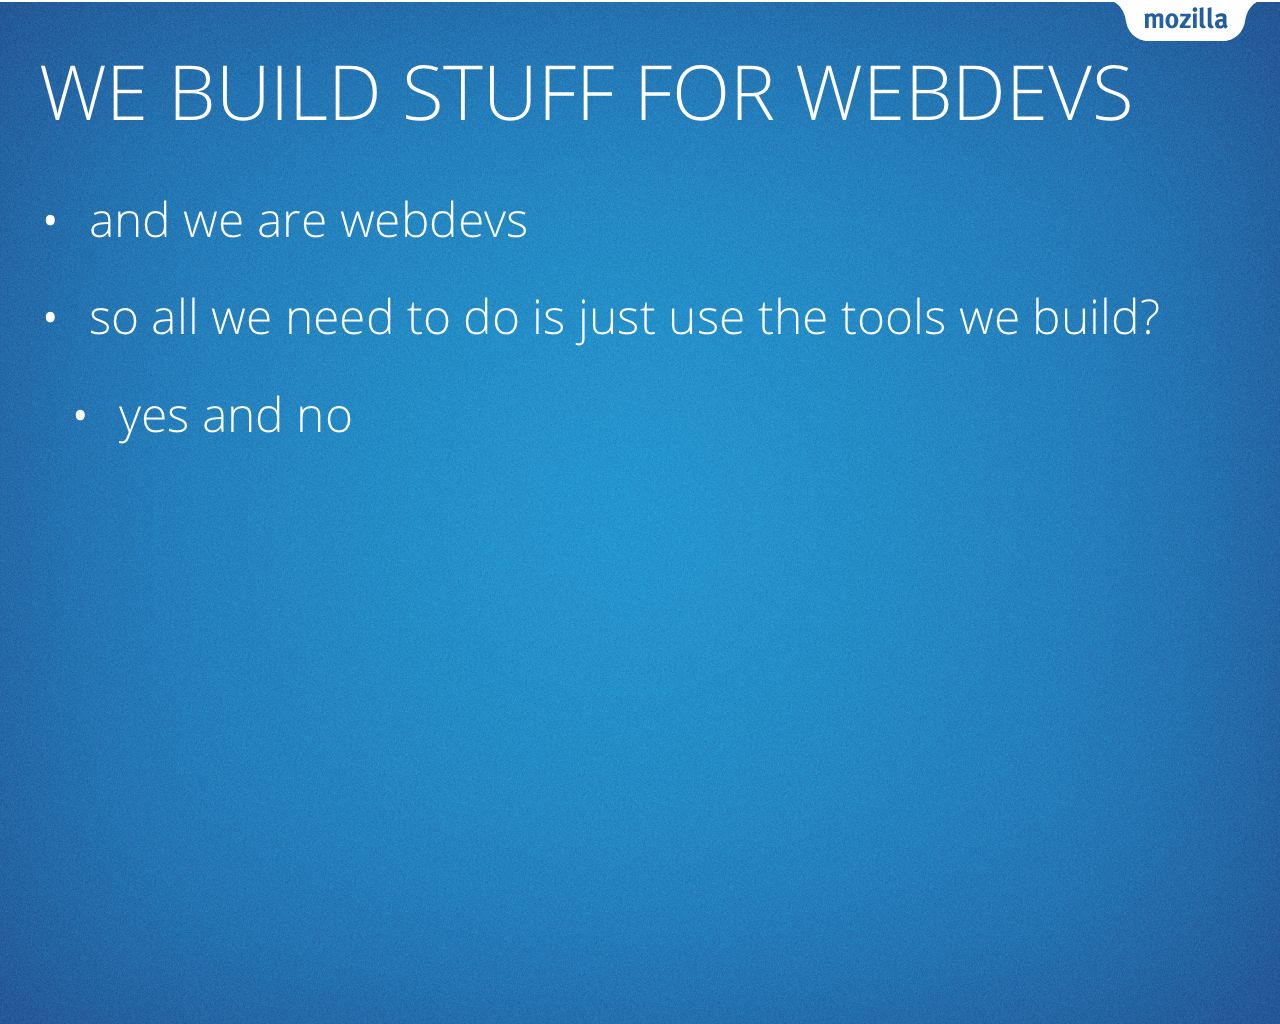 mozilla
WE BUILD STUFF FOR WEBDEVS
• and we are webdevs
• so all we need to do is just use the tools we build?
• yes and no